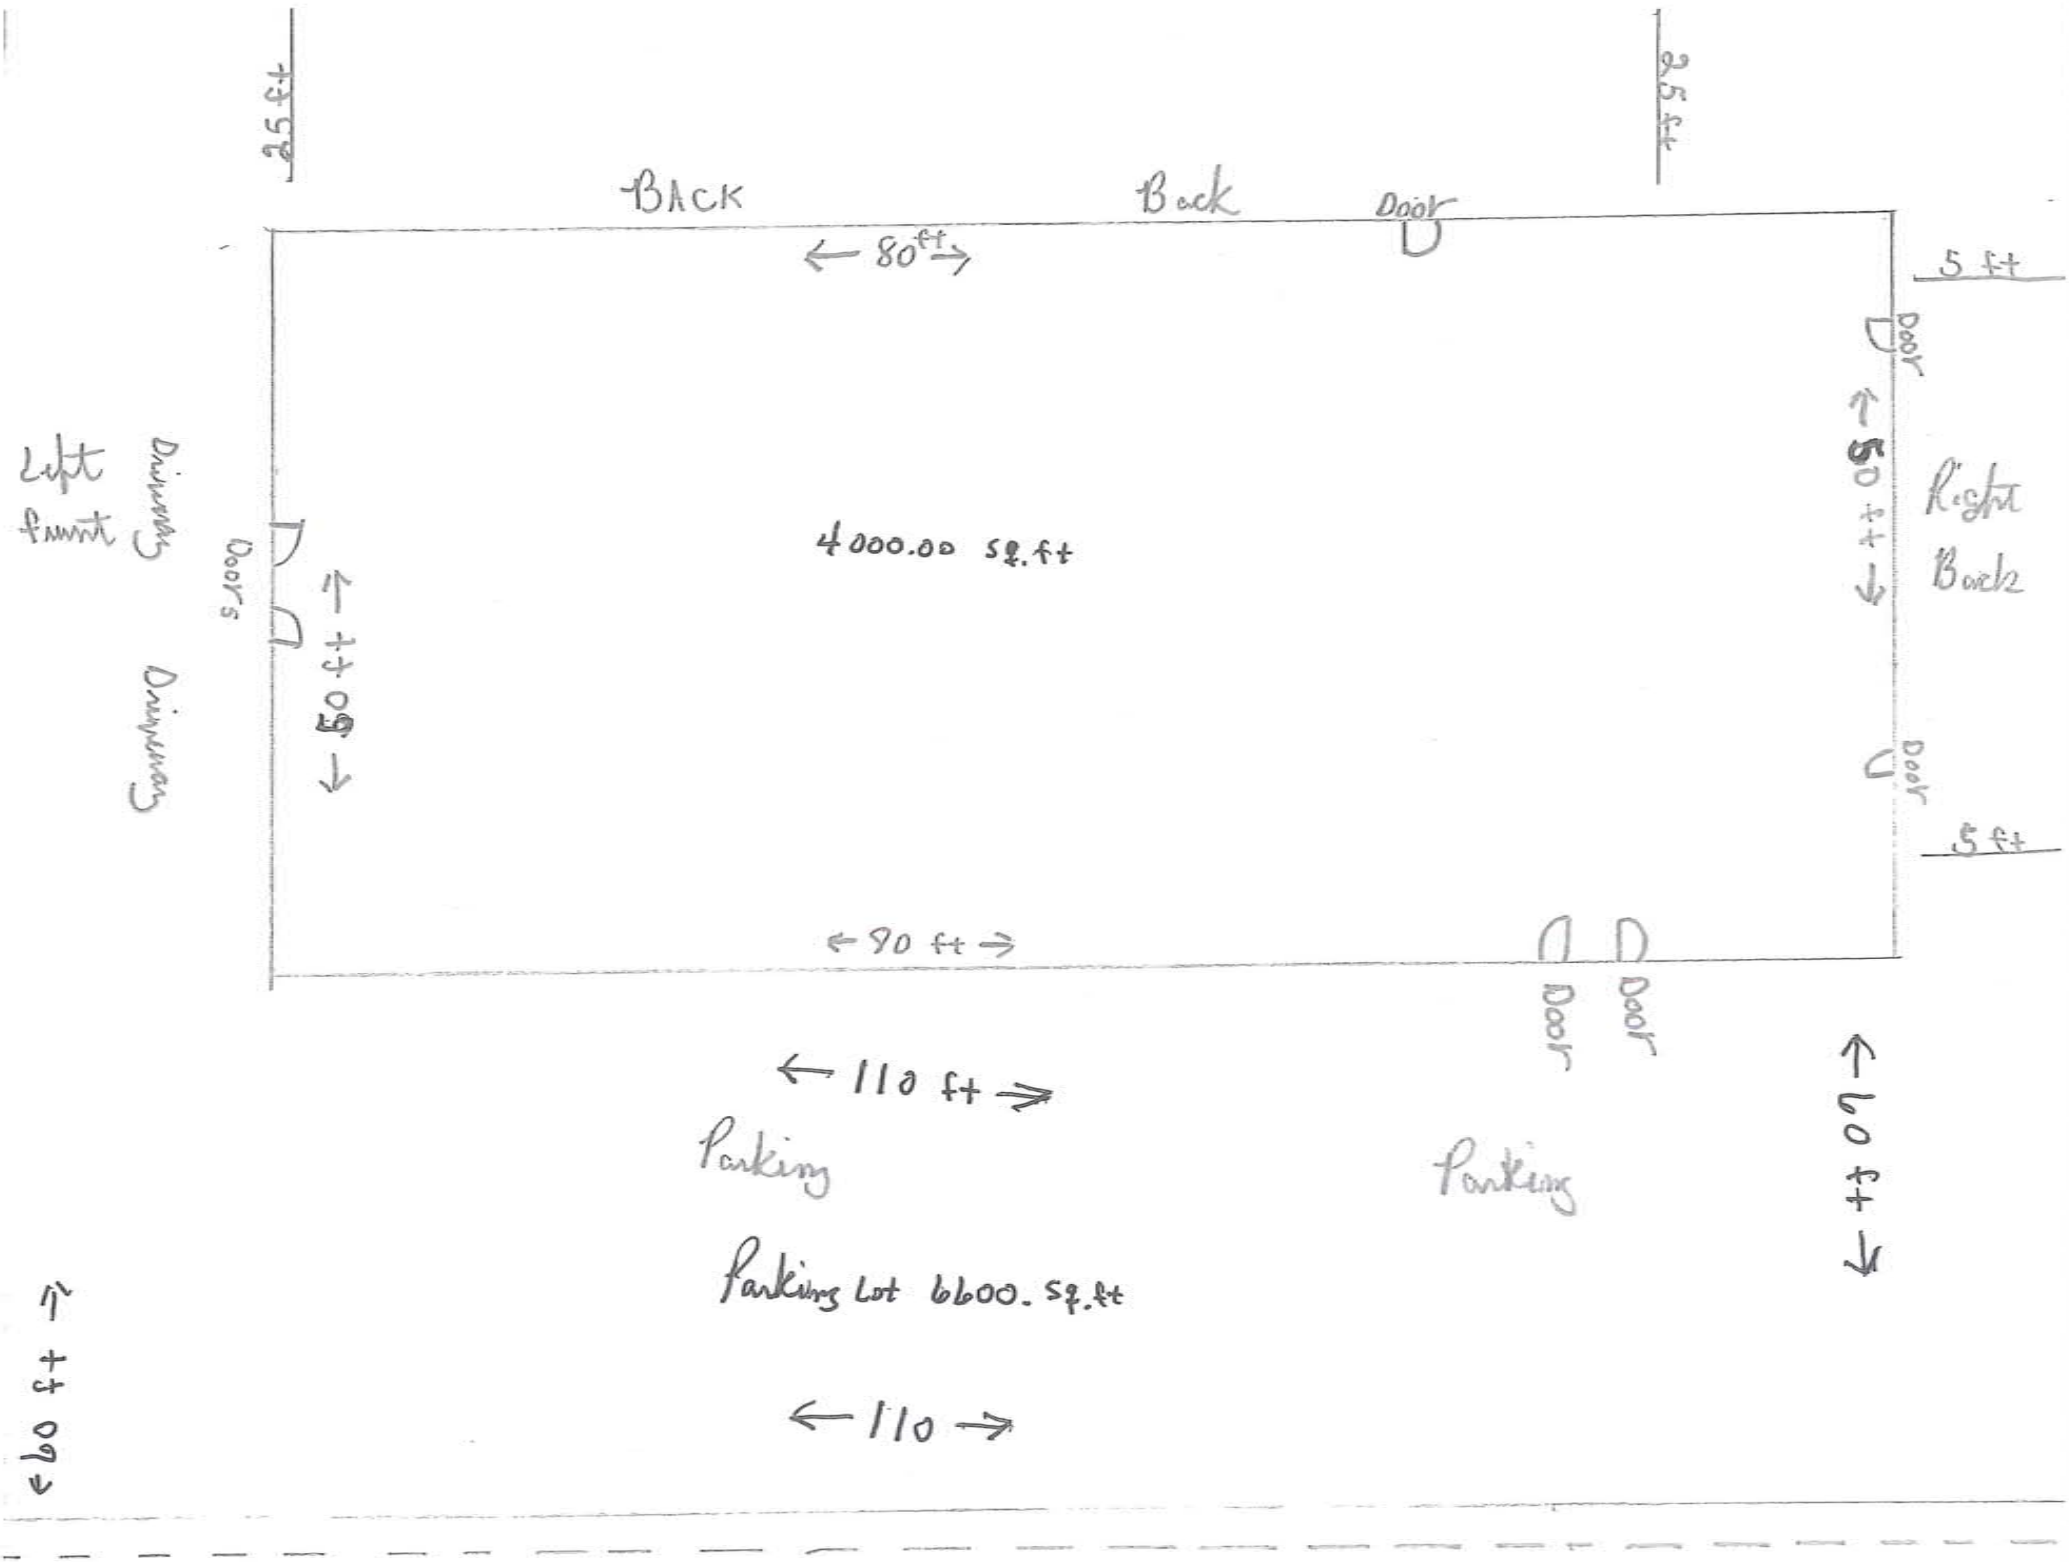 25 ft
25 ft
BACK
Back
Door
← 80 ft →
5 ft
Door
← 50 ft →
Left
front
Driveway
Right
Back
Doors
4000.00 sq.ft
← 50 ft →
Driveway
Door
5 ft
← 80 ft →
Door
Door
← 110 ft →
← 60 ft →
Parking
Parking
Parking Lot 6600. sq.ft
← 60 ft →
← 110 →